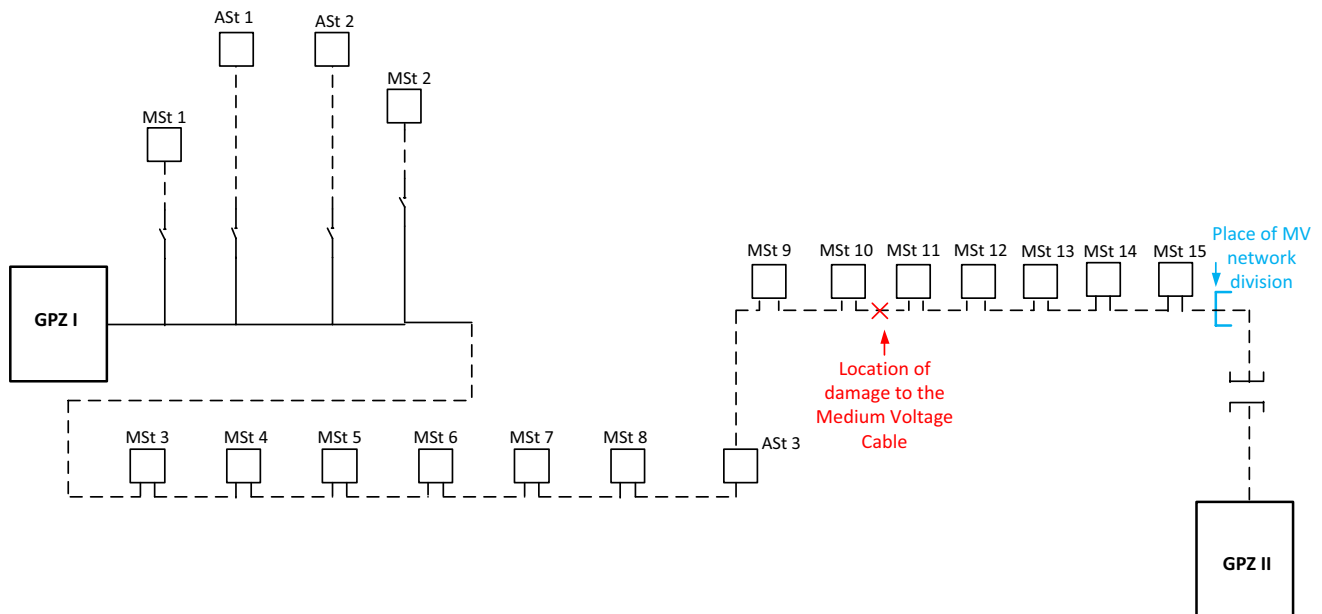 ASt 1
ASt 2
MSt 2
MSt 1
GPZ I
MSt 9
MSt 10
MSt 11
MSt 12
MSt 13
MSt 14
MSt 15
Place of MV
network
division
Location of
damage to the
Medium Voltage
Cable
MSt 3
MSt 4
MSt 5
MSt 6
MSt 7
MSt 8
ASt 3
GPZ II